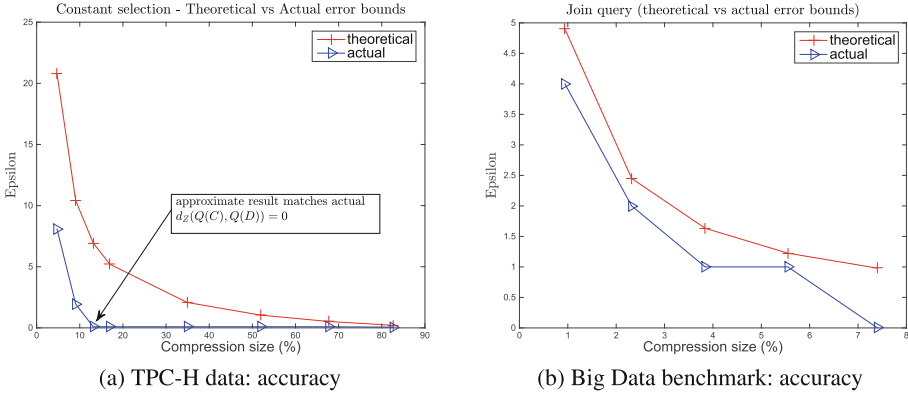 Constant selection - Theoretical vs Actual error bounds
25
20
15
10
5
0
Epsilon
theoretical
actual
approximate result matches actual
d_Z(Q(C), Q(D)) = 0
0 10 20 30 40 50 60 70 80 90
Compression size (%)
(a) TPC-H data: accuracy
Join query (theoretical vs actual error bounds)
5
4.5
4
3.5
3
2.5
2
1.5
1
0.5
0
Epsilon
theoretical
actual
0 1 2 3 4 5 6 7 8
Compression size (%)
(b) Big Data benchmark: accuracy